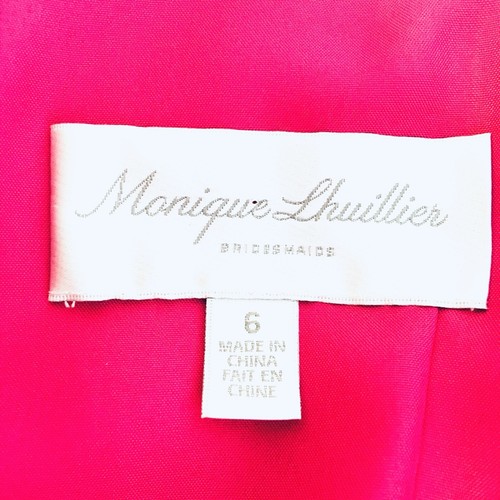 Monique Lhuillier
BRIDESMAIDS
6
MADE IN
CHINA
FAIT EN
CHINE